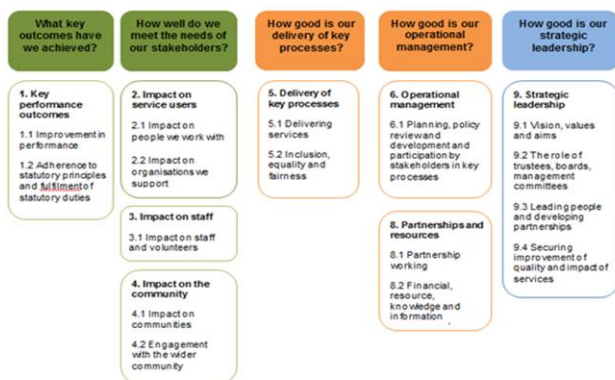 What key
outcomes have
we achieved?
1. Key
performance
outcomes
1.1 Improvement in
performance
1.2 Adherence to
statutory principles
and fulfilment of
statutory duties
How well do we
meet the needs of
our stakeholders?
2. Impact on
service users
2.1 Impact on
people we work with
2.2 Impact on
organisations we
support
3. Impact on staff
3.1 Impact on staff
and volunteers
4. Impact on the
community
4.1 Impact on
communities
4.2 Engagement
with the wider
community
How good is our
delivery of key
processes?
5. Delivery of
key processes
5.1 Delivering
services
5.2 Inclusion,
equality and
fairness
How good is our
operational
management?
6. Operational
management
6.1 Planning, policy
review and
development and
participation by
stakeholders in key
processes
8. Partnerships and
resources
8.1 Partnership
working
8.2 Financial,
resource,
knowledge and
information
How good is our
strategic
leadership?
9. Strategic
leadership
9.1 Vision, values
and aims
9.2 The role of
trustees, boards,
management
committees
9.3 Leading people
and developing
partnerships
9.4 Securing
improvement of
quality and impact of
services